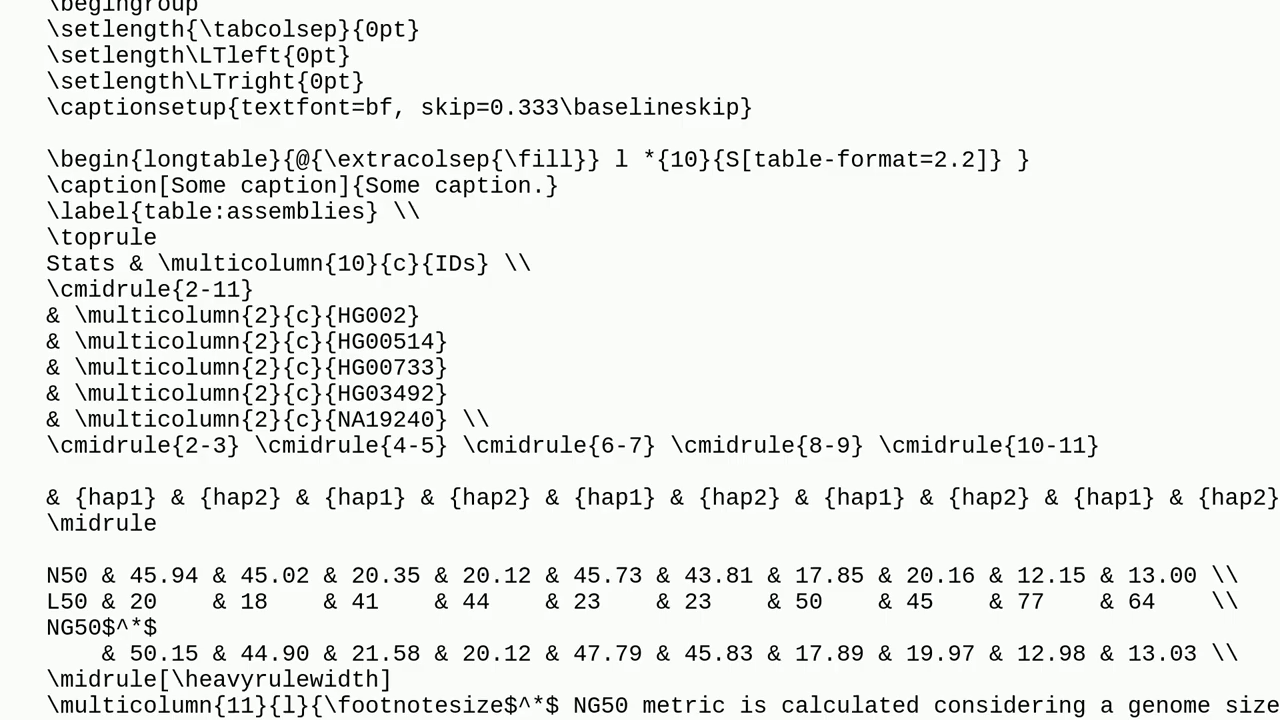 \begingroup
\setlength{\tabcolsep}{0pt}
\setlength\LTleft{0pt}
\setlength\LTright{0pt}
\captionsetup{textfont=bf, skip=0.333\baselineskip}
\begin{longtable}{@{\extracolsep{\fill}} l *{10}{S[table-format=2.2]} }
\caption[Some caption]{Some caption.}
\label{table:assemblies} \\
\toprule
Stats & \multicolumn{10}{c}{IDs} \\
\cmidrule{2-11}
& \multicolumn{2}{c}{HG002}
& \multicolumn{2}{c}{HG00514}
& \multicolumn{2}{c}{HG00733}
& \multicolumn{2}{c}{HG03492}
& \multicolumn{2}{c}{NA19240} \\
\cmidrule{2-3} \cmidrule{4-5} \cmidrule{6-7} \cmidrule{8-9} \cmidrule{10-11}
& {hap1} & {hap2} & {hap1} & {hap2} & {hap1} & {hap2} & {hap1} & {hap2} & {hap1} & {hap2}
\midrule
N50 & 45.94 & 45.02 & 20.35 & 20.12 & 45.73 & 43.81 & 17.85 & 20.16 & 12.15 & 13.00 \\
L50 & 20    & 18    & 41    & 44    & 23    & 23    & 50    & 45    & 77    & 64    \\
NG50$^*$
    & 50.15 & 44.90 & 21.58 & 20.12 & 47.79 & 45.83 & 17.89 & 19.97 & 12.98 & 13.03 \\
\midrule[\heavyrulewidth]
\multicolumn{11}{l}{\footnotesize$^*$ NG50 metric is calculated considering a genome size